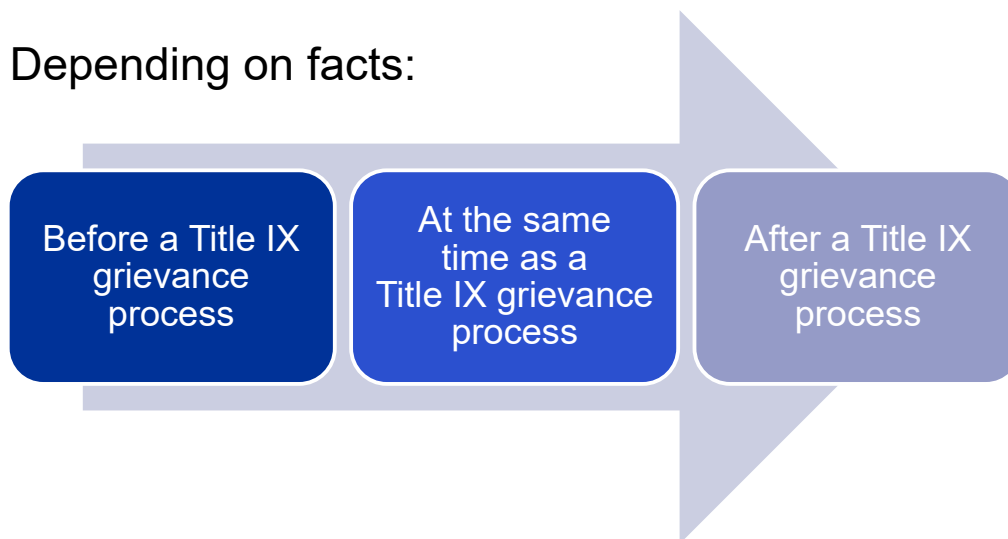 Depending on facts:
Before a Title IX
grievance
process
At the same
time as a
Title IX grievance
process
After a Title IX
grievance
process